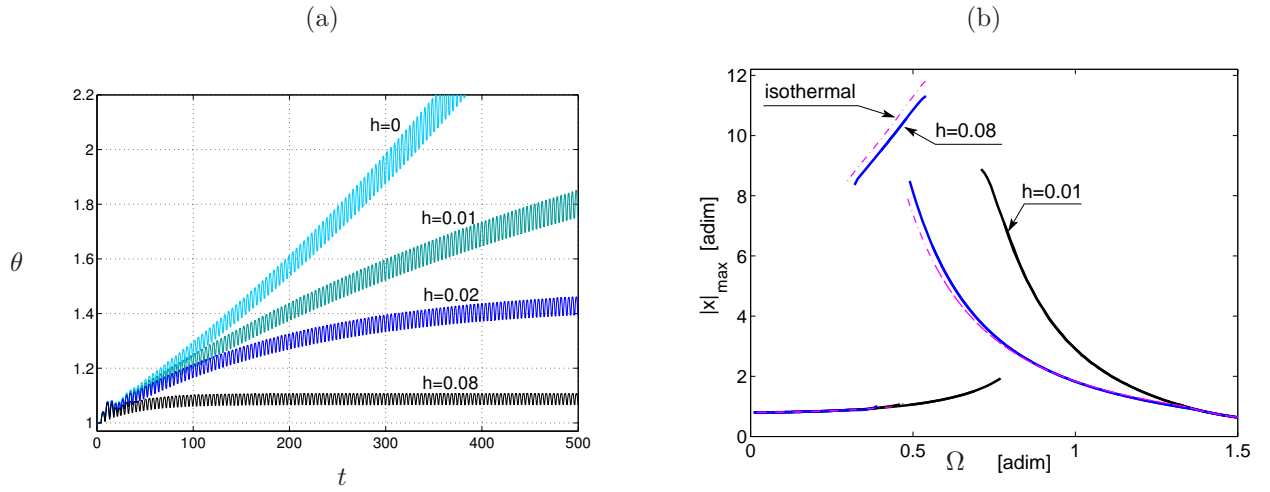 (a)
2.2
2
1.8
1.6
1.4
1.2
1
θ
h=0
h=0.01
h=0.02
h=0.08
0 100 200 300 400 500
t
(b)
12
10
8
6
4
2
0
|x|max [adim]
isothermal
h=0.08
h=0.01
0 0.5 1 1.5
Ω [adim]